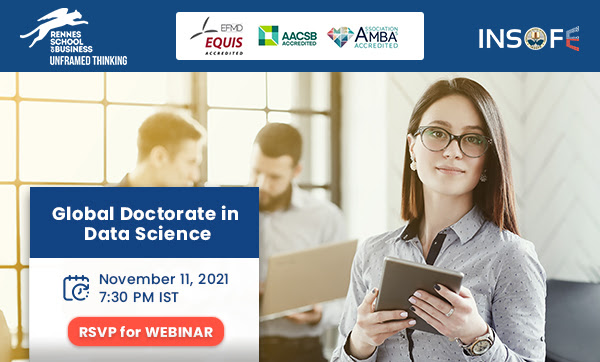 RENNES
SCHOOL
OF BUSINESS
UNFRAMED THINKING
EFMD
EQUIS
ACCREDITED
AACSB
ACCREDITED
ASSOCIATION
AMBA
ACCREDITED
INSOFE
Global Doctorate in
Data Science
November 11, 2021
7:30 PM IST
RSVP for WEBINAR